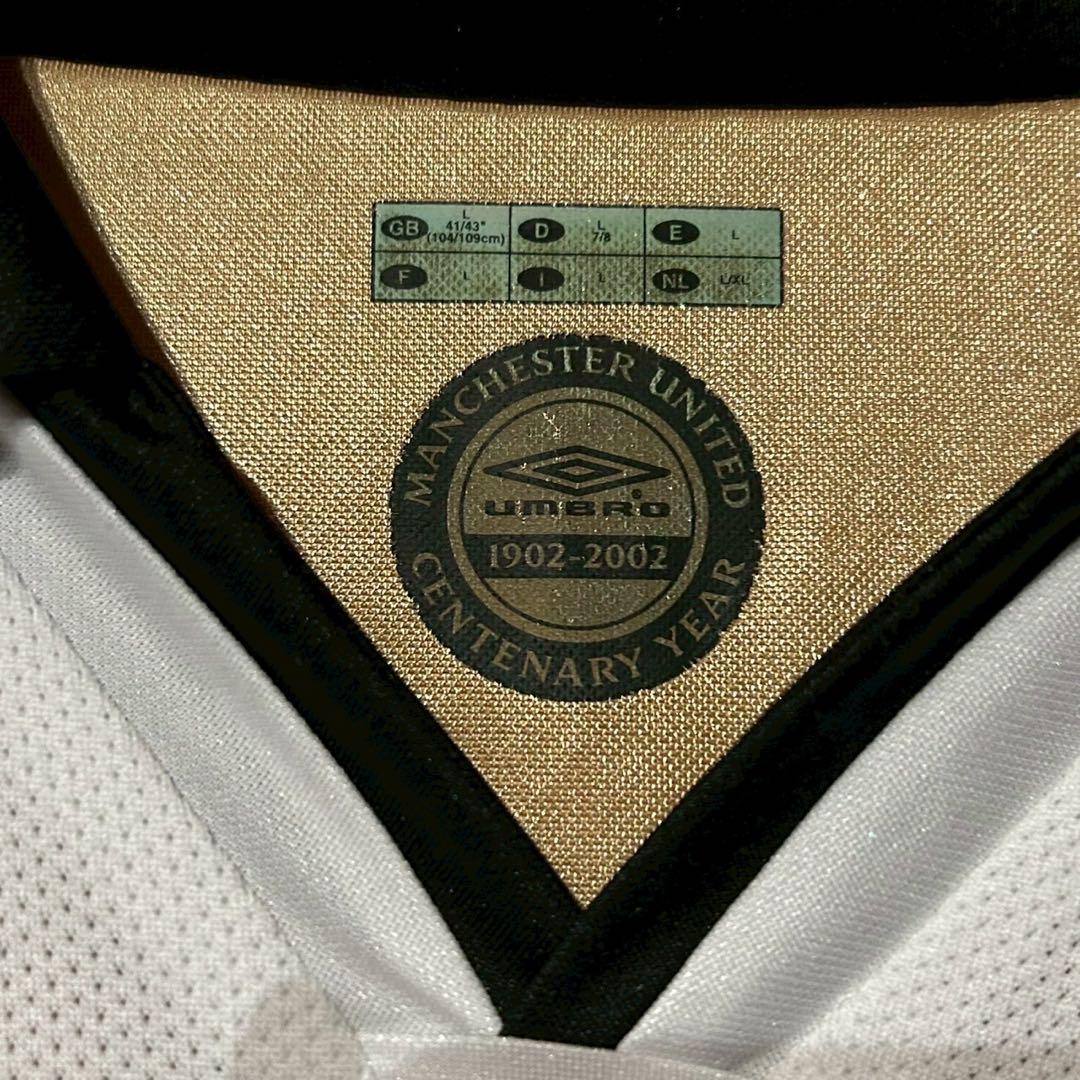 GB L 41/43" (104/109cm) D L 7/8 E L
F L I L NL L/XL
MANCHESTER UNITED
UMBRO
1902-2002
CENTENARY YEAR